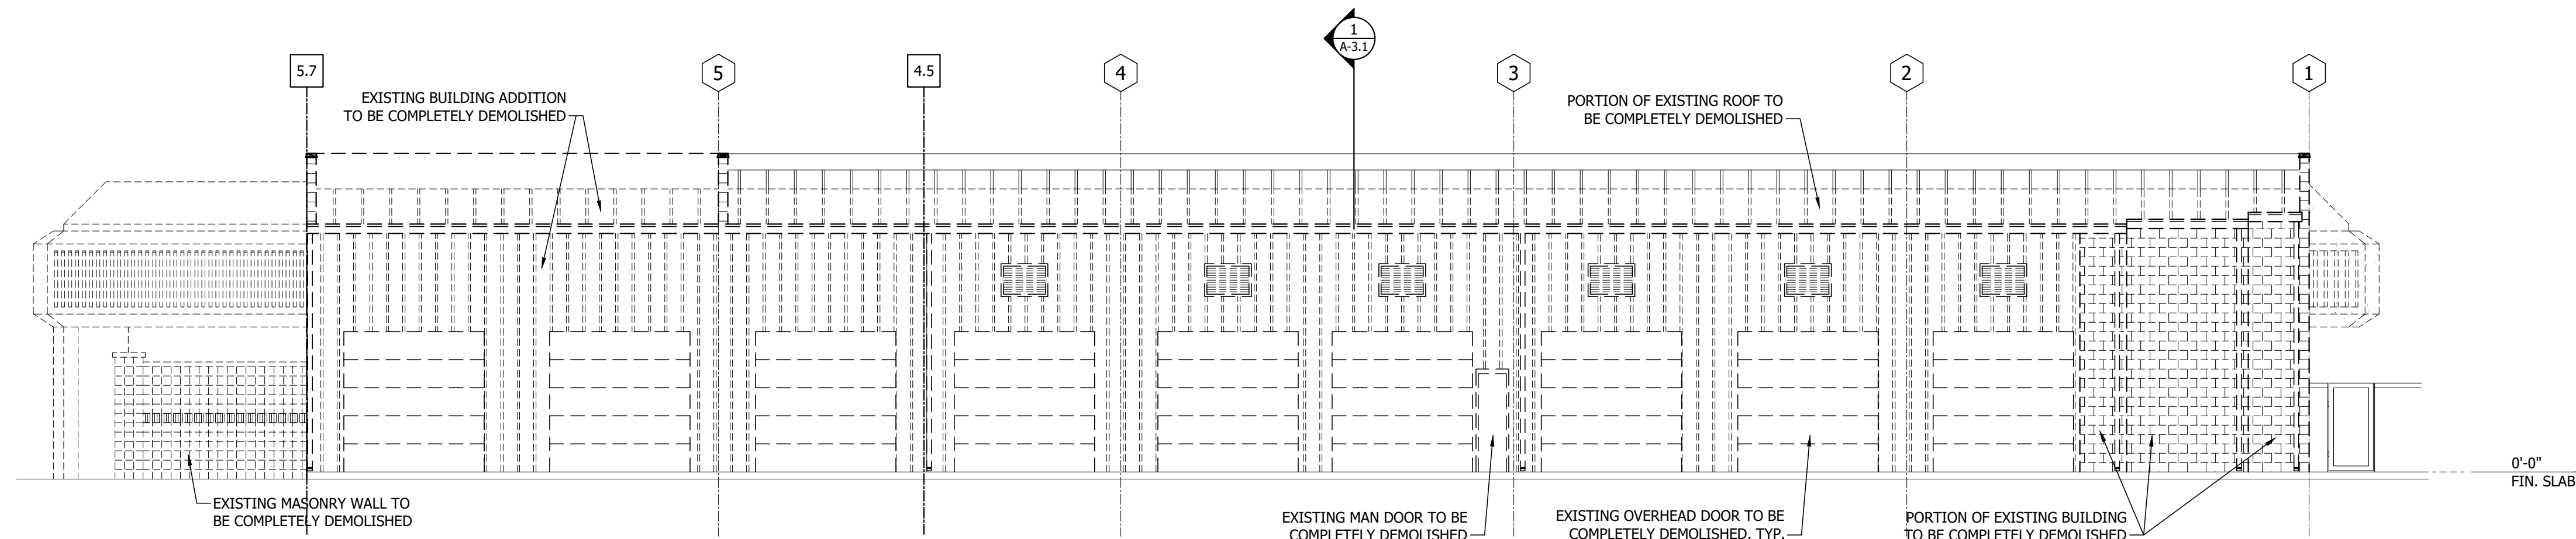 1
A-3.1
5.7
5
4.5
4
3
2
1
EXISTING BUILDING ADDITION
TO BE COMPLETELY DEMOLISHED
PORTION OF EXISTING ROOF TO
BE COMPLETELY DEMOLISHED
0'-0"
FIN. SLAB
EXISTING MASONRY WALL TO
BE COMPLETELY DEMOLISHED
EXISTING MAN DOOR TO BE
COMPLETELY DEMOLISHED
EXISTING OVERHEAD DOOR TO BE
COMPLETELY DEMOLISHED, TYP.
PORTION OF EXISTING BUILDING
TO BE COMPLETELY DEMOLISHED